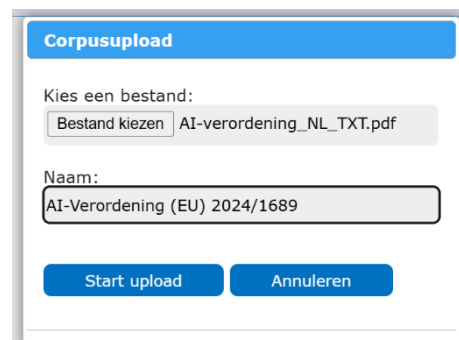 Corpusupload
Kies een bestand:
Bestand kiezen AI-verordening_NL_TXT.pdf
Naam:
AI-Verordening (EU) 2024/1689
Start upload Annuleren